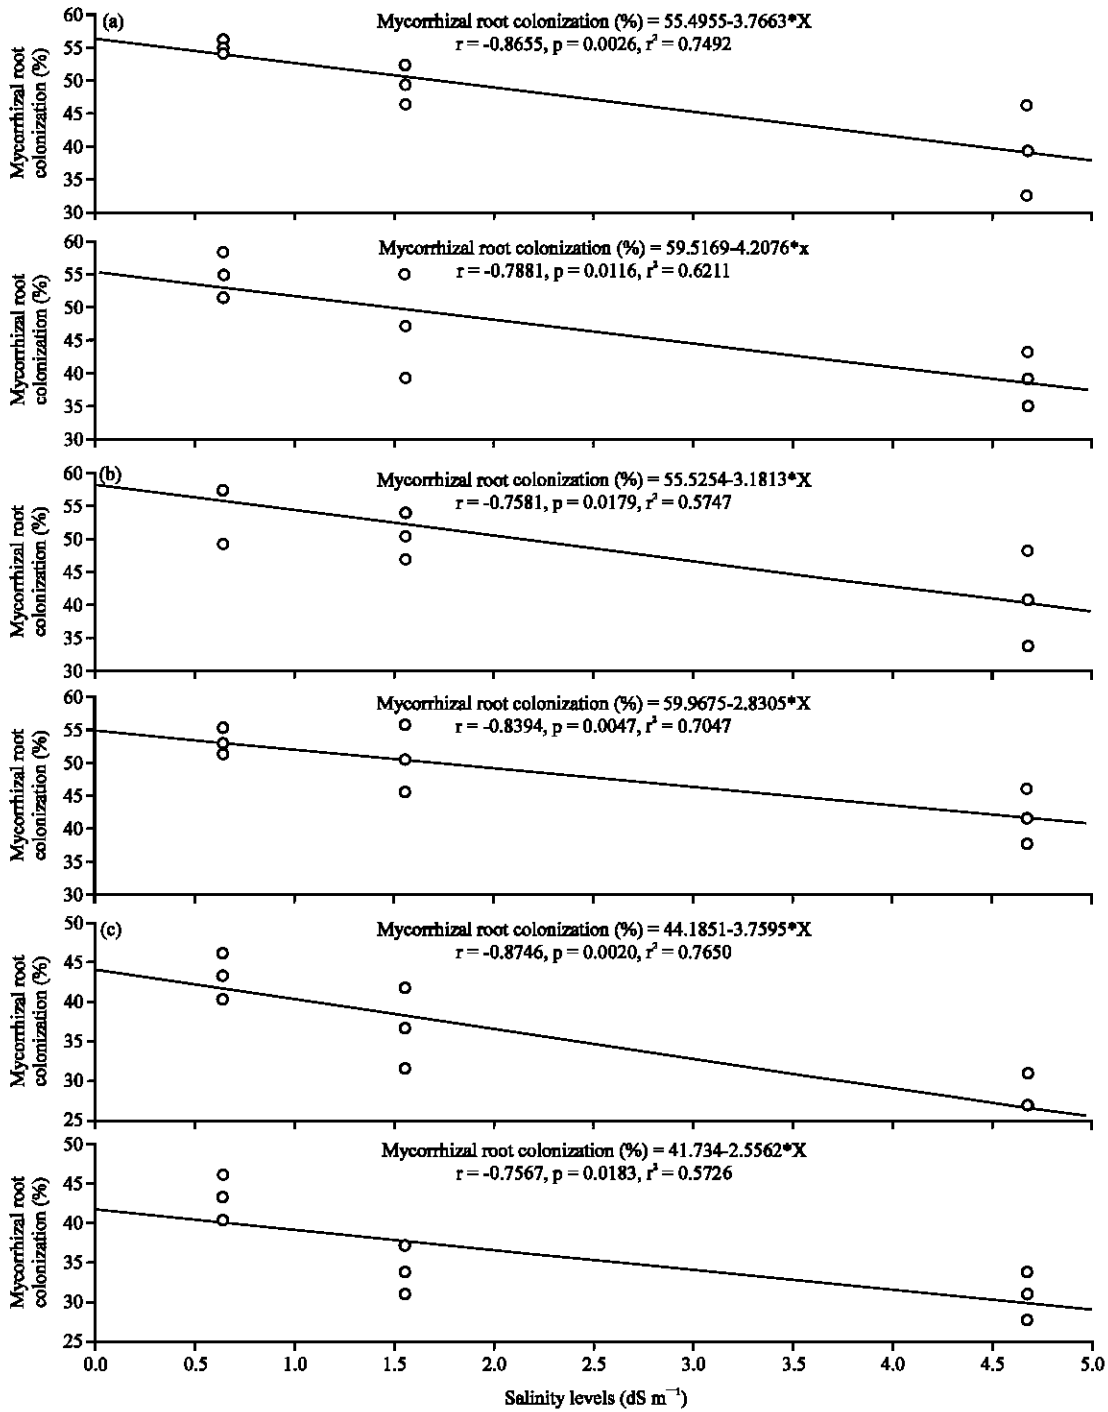 (a)
Mycorrhizal root colonization (%) = 55.4955-3.7663*X
r = -0.8655, p = 0.0026, r² = 0.7492
Mycorrhizal root
colonization (%)
60
55
50
45
40
35
30
Mycorrhizal root colonization (%) = 59.5169-4.2076*x
r = -0.7881, p = 0.0116, r² = 0.6211
Mycorrhizal root
colonization (%)
60
55
50
45
40
35
30
(b)
Mycorrhizal root colonization (%) = 55.5254-3.1813*X
r = -0.7581, p = 0.0179, r² = 0.5747
Mycorrhizal root
colonization (%)
60
55
50
45
40
35
30
Mycorrhizal root colonization (%) = 59.9675-2.8305*X
r = -0.8394, p = 0.0047, r² = 0.7047
Mycorrhizal root
colonization (%)
60
55
50
45
40
35
30
(c)
Mycorrhizal root colonization (%) = 44.1851-3.7595*X
r = -0.8746, p = 0.0020, r² = 0.7650
Mycorrhizal root
colonization (%)
50
45
40
35
30
25
Mycorrhizal root colonization (%) = 41.734-2.5562*X
r = -0.7567, p = 0.0183, r² = 0.5726
Mycorrhizal root
colonization (%)
50
45
40
35
30
25
0.0 0.5 1.0 1.5 2.0 2.5 3.0 3.5 4.0 4.5 5.0
Salinity levels (dS m⁻¹)